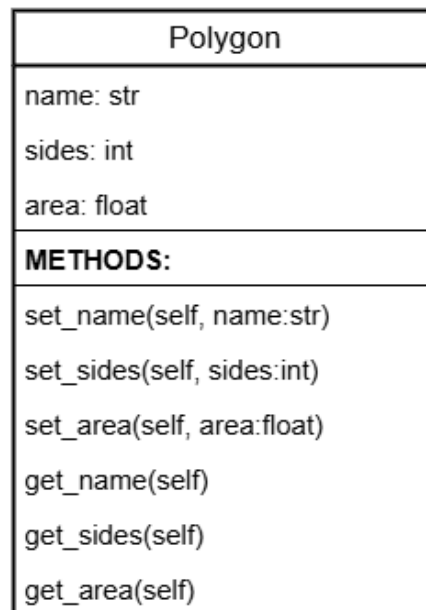 Polygon
name: str
sides: int
area: float
METHODS:
set_name(self, name:str)
set_sides(self, sides:int)
set_area(self, area:float)
get_name(self)
get_sides(self)
get_area(self)